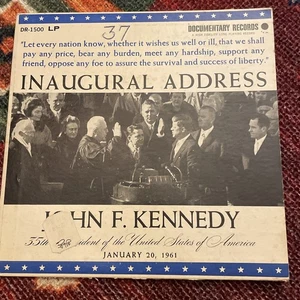 DR-1500 LP
37
DOCUMENTARY RECORDS
"Let every nation know, whether it wishes us well or ill, that we shall
pay any price, bear any burden, meet any hardship, support any
friend, oppose any foe to assure the survival and success of liberty."
INAUGURAL ADDRESS
JOHN F. KENNEDY
35th President of the United States of America
JANUARY 20, 1961